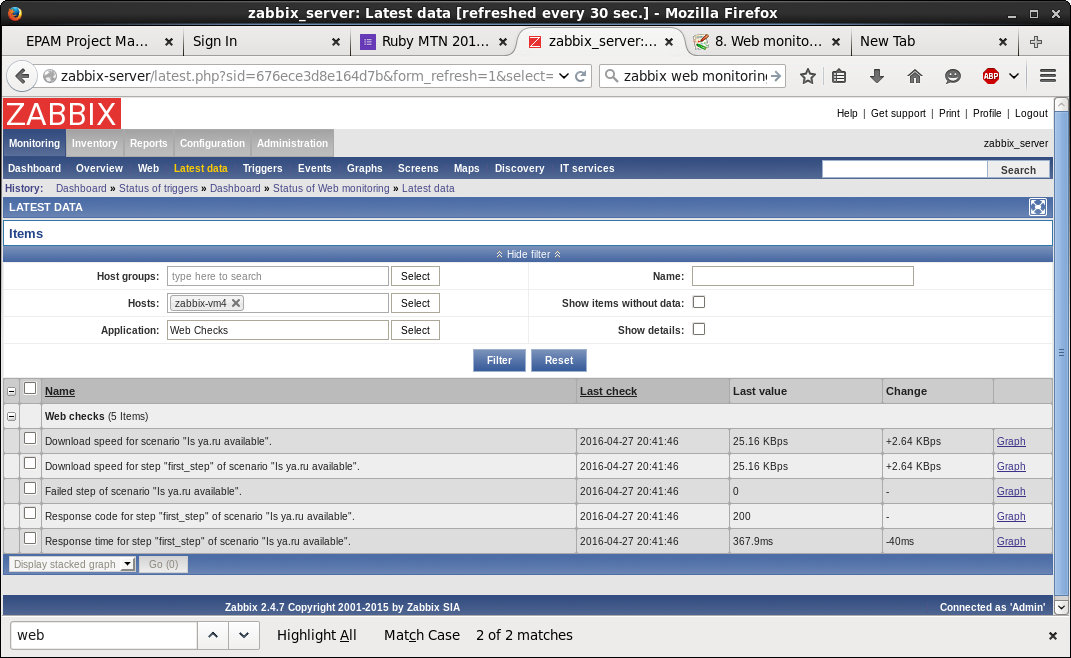 zabbix_server: Latest data [refreshed every 30 sec.] - Mozilla Firefox
EPAM Project Ma... Sign In Ruby MTN 201... zabbix_server:... 8. Web monito... New Tab
zabbix-server/latest.php?sid=676ece3d8e164d7b&form_refresh=1&select= zabbix web monitorin ABP
ZABBIX
Help | Get support | Print | Profile | Logout
Monitoring Inventory Reports Configuration Administration zabbix_server
Dashboard Overview Web Latest data Triggers Events Graphs Screens Maps Discovery IT services Search
History: Dashboard » Status of triggers » Dashboard » Status of Web monitoring » Latest data
LATEST DATA
Items
Hide filter
Host groups: type here to search Select Name:
Hosts: zabbix-vm4 Select Show items without data:
Application: Web Checks Select Show details:
Filter Reset
Name Last check Last value Change
Web checks (5 Items)
Download speed for scenario "Is ya.ru available". 2016-04-27 20:41:46 25.16 KBps +2.64 KBps Graph
Download speed for step "first_step" of scenario "Is ya.ru available". 2016-04-27 20:41:46 25.16 KBps +2.64 KBps Graph
Failed step of scenario "Is ya.ru available". 2016-04-27 20:41:46 0 - Graph
Response code for step "first_step" of scenario "Is ya.ru available". 2016-04-27 20:41:46 200 - Graph
Response time for step "first_step" of scenario "Is ya.ru available". 2016-04-27 20:41:46 367.9ms -40ms Graph
Display stacked graph Go (0)
Zabbix 2.4.7 Copyright 2001-2015 by Zabbix SIA Connected as 'Admin'
web Highlight All Match Case 2 of 2 matches